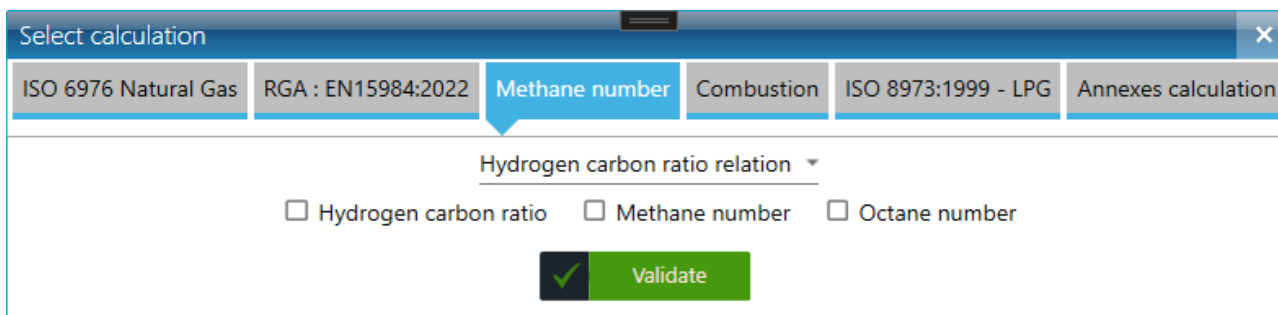 Select calculation
ISO 6976 Natural Gas RGA : EN15984:2022 Methane number Combustion ISO 8973:1999 - LPG Annexes calculation
Hydrogen carbon ratio relation
Hydrogen carbon ratio Methane number Octane number
Validate